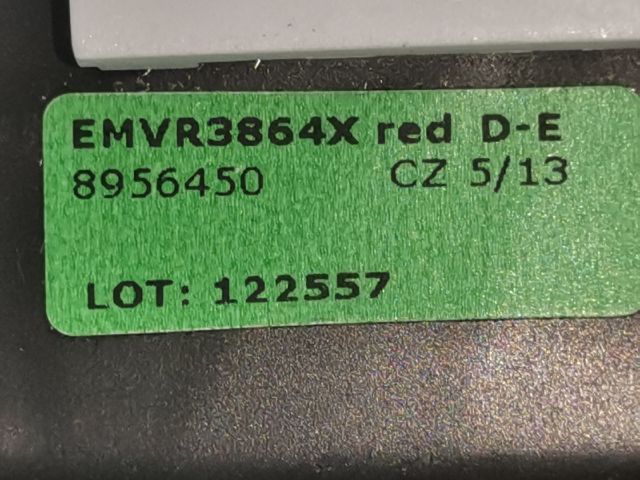 EMVR3864X red D-E
8956450 CZ 5/13
LOT: 122557